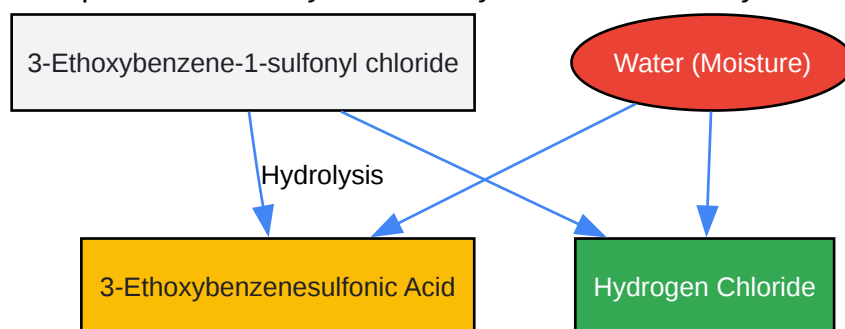 3-Ethoxybenzene-1-sulfonyl chloride
Water (Moisture)
Hydrolysis
3-Ethoxybenzenesulfonic Acid
Hydrogen Chloride